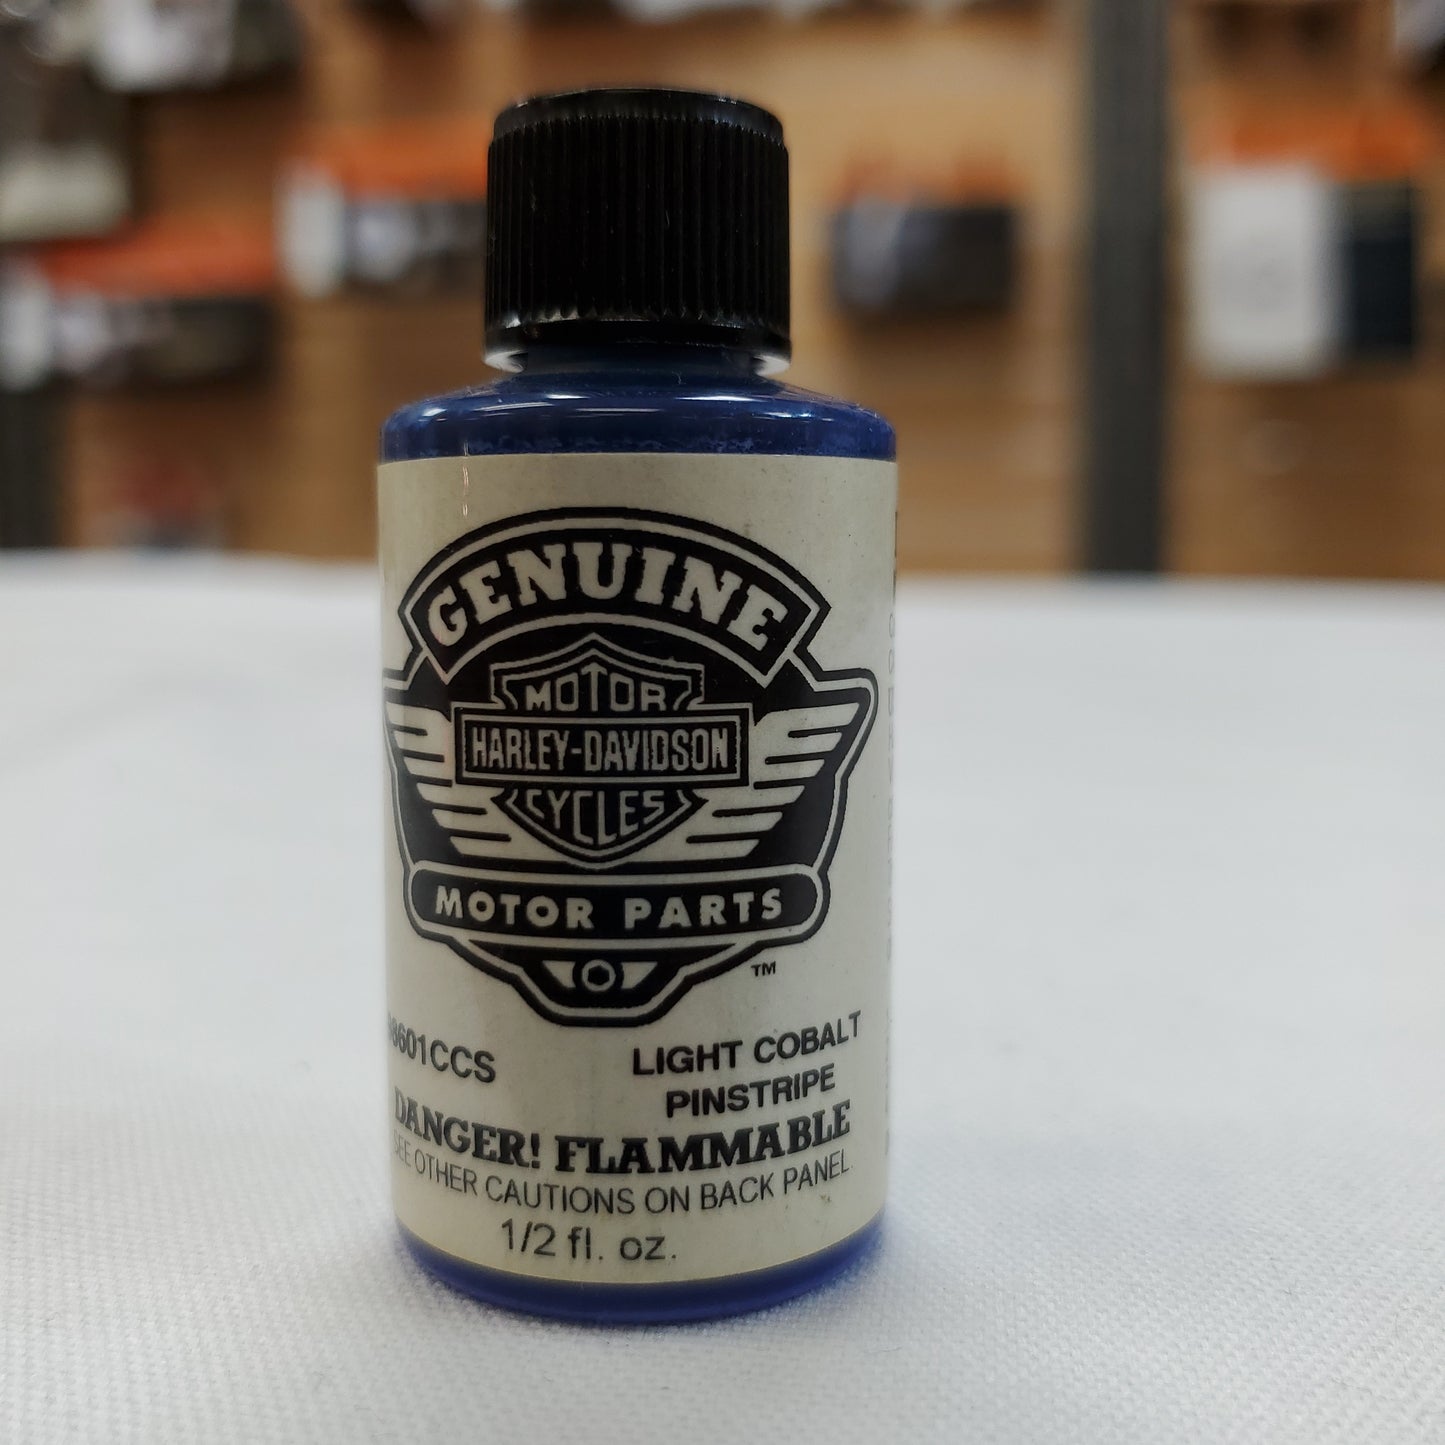 GENUINE
MOTOR
HARLEY-DAVIDSON
CYCLES
MOTOR PARTS
TM
8601CCS
LIGHT COBALT
PINSTRIPE
DANGER! FLAMMABLE
SEE OTHER CAUTIONS ON BACK PANEL.
1/2 fl. oz.